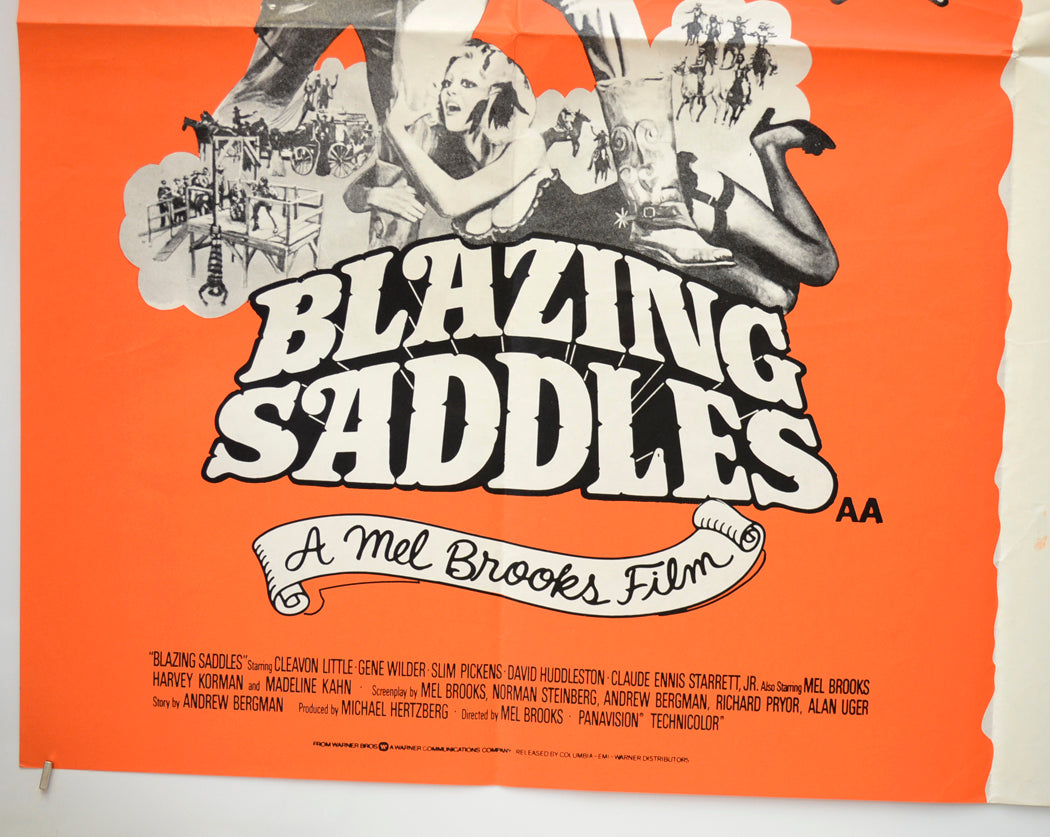 BLAZING
SADDLES
AA
A Mel Brooks Film
"BLAZING SADDLES" Starring CLEAVON LITTLE · GENE WILDER · SLIM PICKENS · DAVID HUDDLESTON · CLAUDE ENNIS STARRETT, JR. Also Starring MEL BROOKS
HARVEY KORMAN and MADELINE KAHN · Screenplay by MEL BROOKS, NORMAN STEINBERG, ANDREW BERGMAN, RICHARD PRYOR, ALAN UGER
Story by ANDREW BERGMAN Produced by MICHAEL HERTZBERG · Directed by MEL BROOKS · PANAVISION® TECHNICOLOR®
FROM WARNER BROS A WARNER COMMUNICATIONS COMPANY RELEASED BY COLUMBIA-EMI-WARNER DISTRIBUTORS